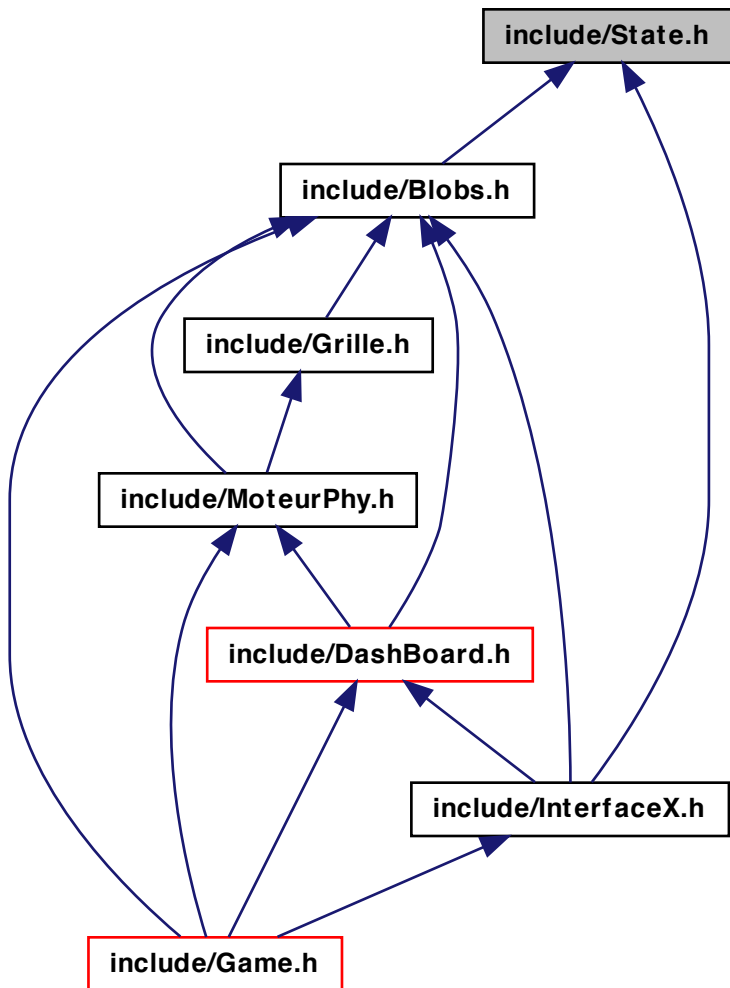 include/State.h
include/Blobs.h
include/Grille.h
include/MoteurPhy.h
include/DashBoard.h
include/InterfaceX.h
include/Game.h